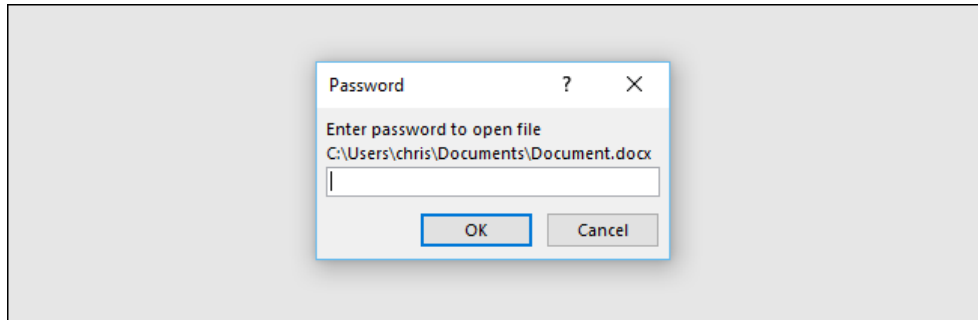 Password ?
Enter password to open file
C:\Users\chris\Documents\Document.docx
OK Cancel